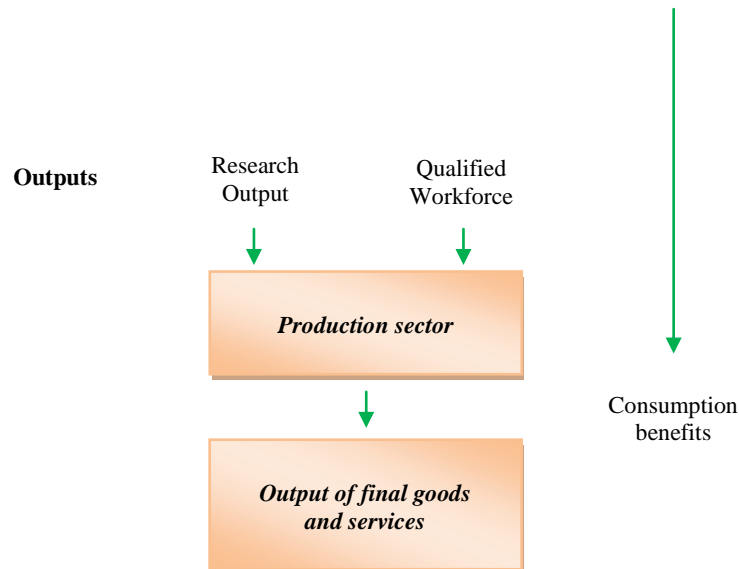 Outputs
Research
Output
Qualified
Workforce
Production sector
Consumption
benefits
Output of final goods
and services